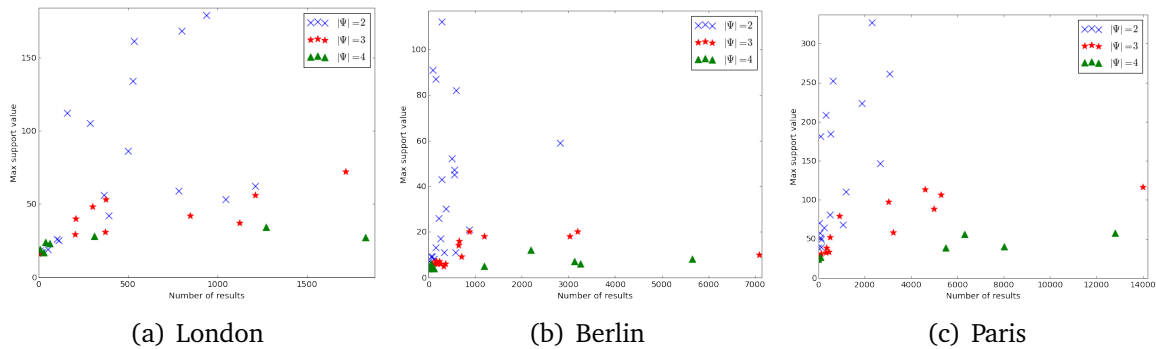 |Ψ| = 2
|Ψ| = 3
|Ψ| = 4
Max support value
150
100
50
0
0 500 1000 1500
Number of results
(a) London
|Ψ| = 2
|Ψ| = 3
|Ψ| = 4
Max support value
100
80
60
40
20
0
0 1000 2000 3000 4000 5000 6000 7000
Number of results
(b) Berlin
|Ψ| = 2
|Ψ| = 3
|Ψ| = 4
Max support value
300
250
200
150
100
50
0
0 2000 4000 6000 8000 10000 12000 14000
Number of results
(c) Paris